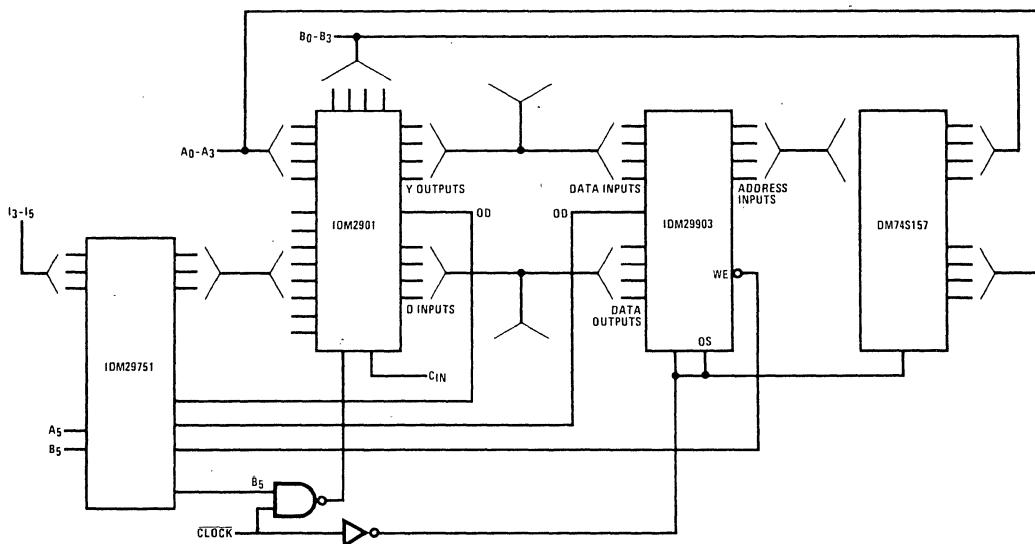 B0-B3
A0-A3
Y OUTPUTS
DATA INPUTS
ADDRESS
INPUTS
I3-I5
OD
IDM2901
OD
IDM29903
DM74S157
WE
D INPUTS
DATA
OUTPUTS
OS
IDM29751
CIN
A5
B5
B5
CLOCK